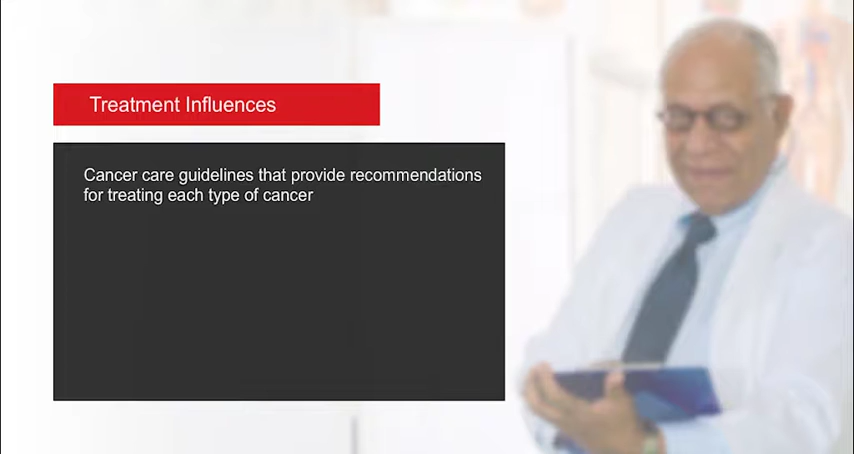 Treatment Influences
Cancer care guidelines that provide recommendations
for treating each type of cancer